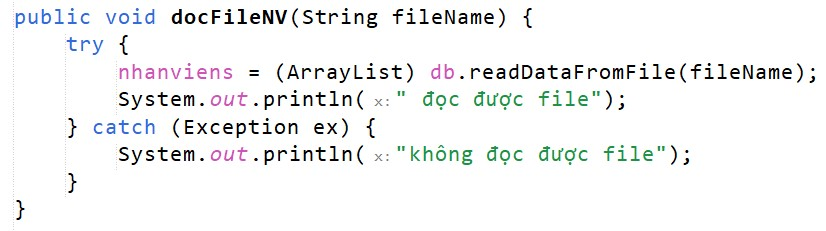 public void docFileNV(String fileName) {
    try {
        nhanviens = (ArrayList) db.readDataFromFile(fileName);
        System.out.println( x: " đọc được file");
    } catch (Exception ex) {
        System.out.println( x: "không đọc được file");
    }
}